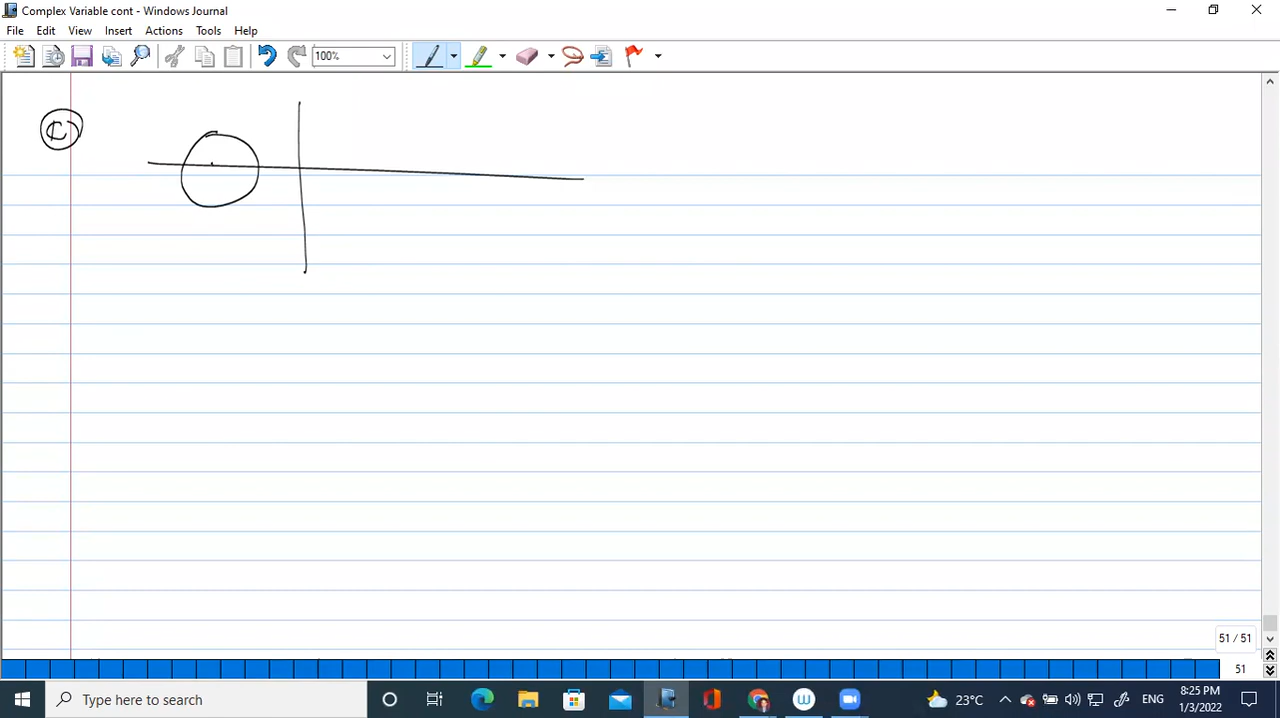 Complex Variable cont - Windows Journal
File Edit View Insert Actions Tools Help
100%
C
51 / 51
51
Type here to search
W
23°C
ENG
8:25 PM
1/3/2022